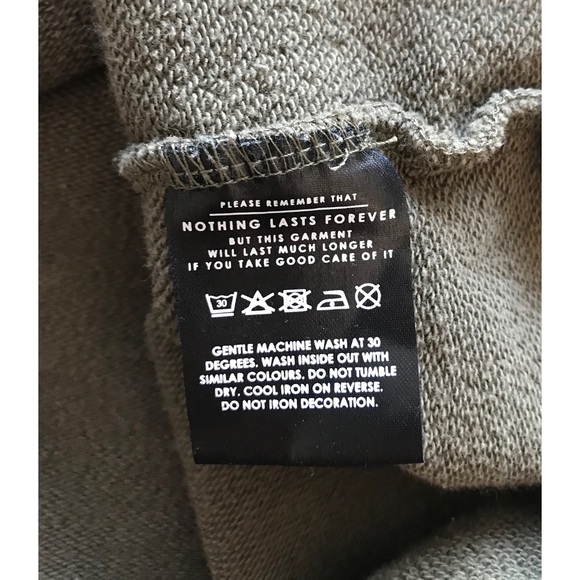 PLEASE REMEMBER THAT
NOTHING LASTS FOREVER
BUT THIS GARMENT
WILL LAST MUCH LONGER
IF YOU TAKE GOOD CARE OF IT
30
GENTLE MACHINE WASH AT 30
DEGREES. WASH INSIDE OUT WITH
SIMILAR COLOURS. DO NOT TUMBLE
DRY. COOL IRON ON REVERSE.
DO NOT IRON DECORATION.